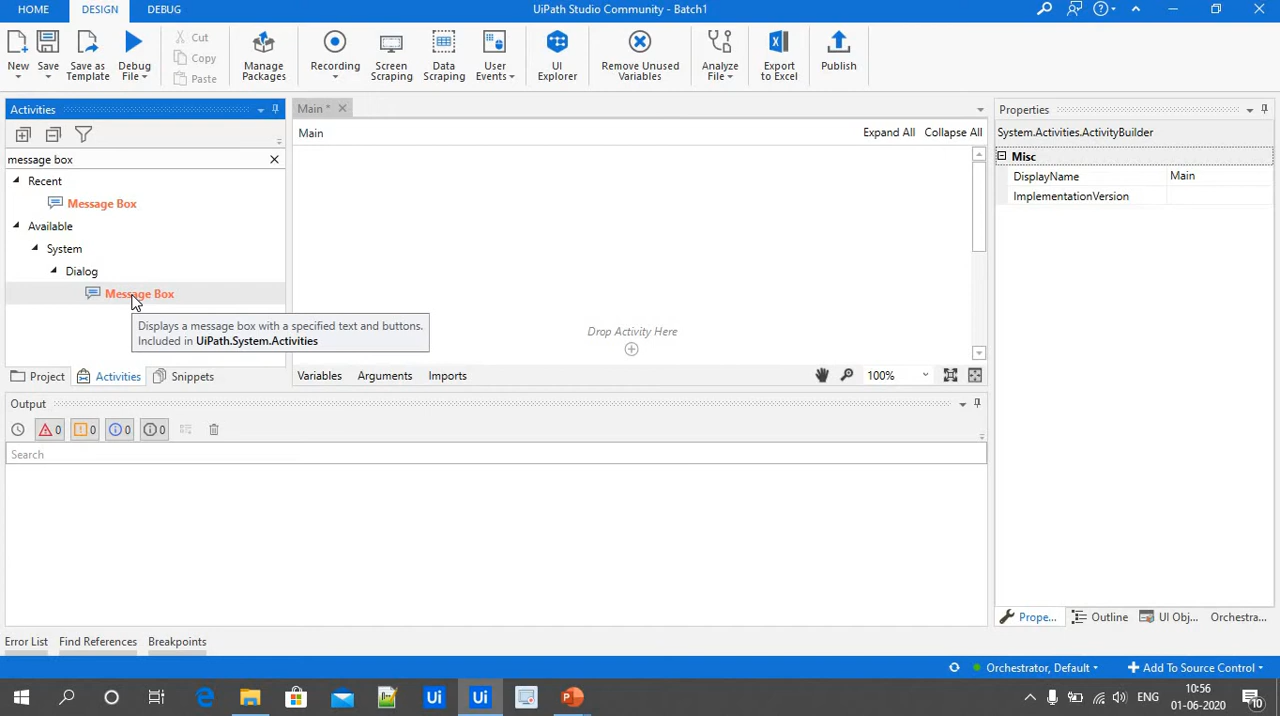 HOME DESIGN DEBUG UiPath Studio Community - Batch1
New Save Save as Template Debug File Cut Copy Paste Manage Packages Recording Screen Scraping Data Scraping User Events UI Explorer Remove Unused Variables Analyze File Export to Excel Publish
Activities
message box
Recent
Message Box
Available
System
Dialog
Message Box
Displays a message box with a specified text and buttons.
Included in UiPath.System.Activities
Project Activities Snippets
Main *
Main Expand All Collapse All
Drop Activity Here
Variables Arguments Imports 100%
Properties
System.Activities.ActivityBuilder
Misc
DisplayName Main
ImplementationVersion
Output
0 0 0 0
Search
Prope... Outline UI Obj... Orchestra...
Error List Find References Breakpoints
Orchestrator, Default Add To Source Control
Ui Ui ENG 10:56
01-06-2020 10